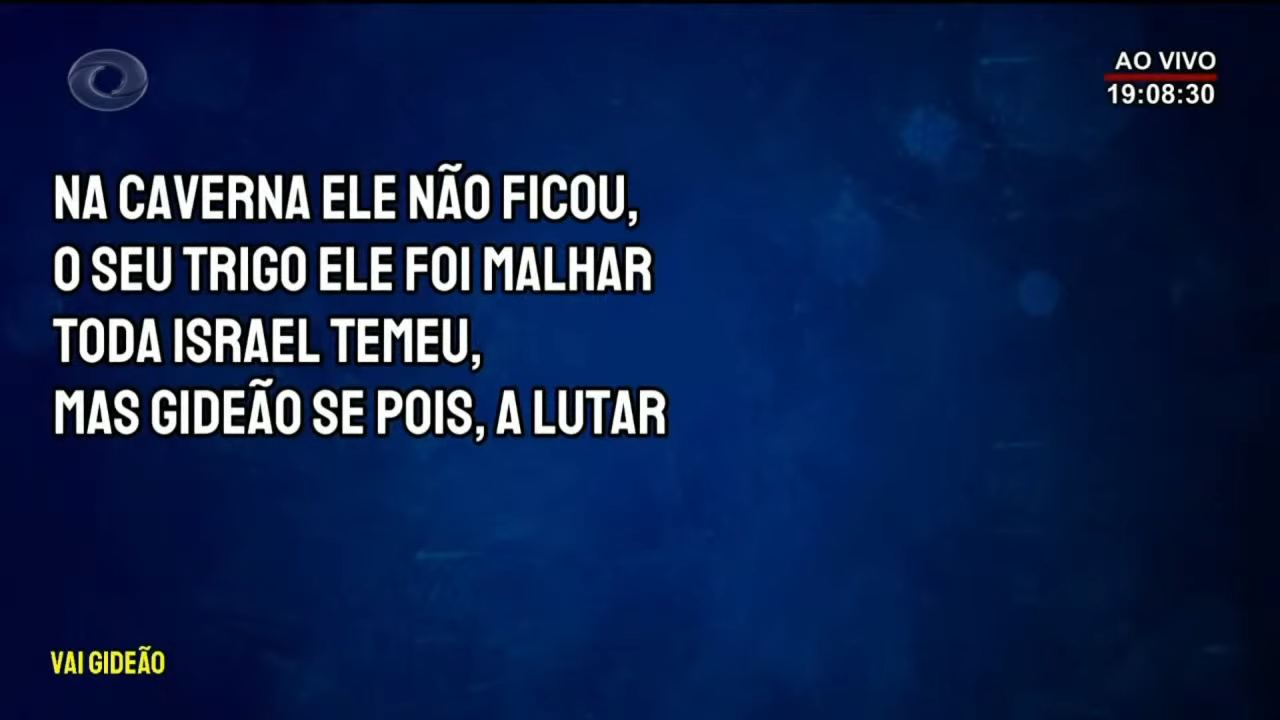 AO VIVO
19:08:30
NA CAVERNA ELE NÃO FICOU,
O SEU TRIGO ELE FOI MALHAR
TODA ISRAEL TEMEU,
MAS GIDEÃO SE POIS, A LUTAR
VAI GIDEÃO